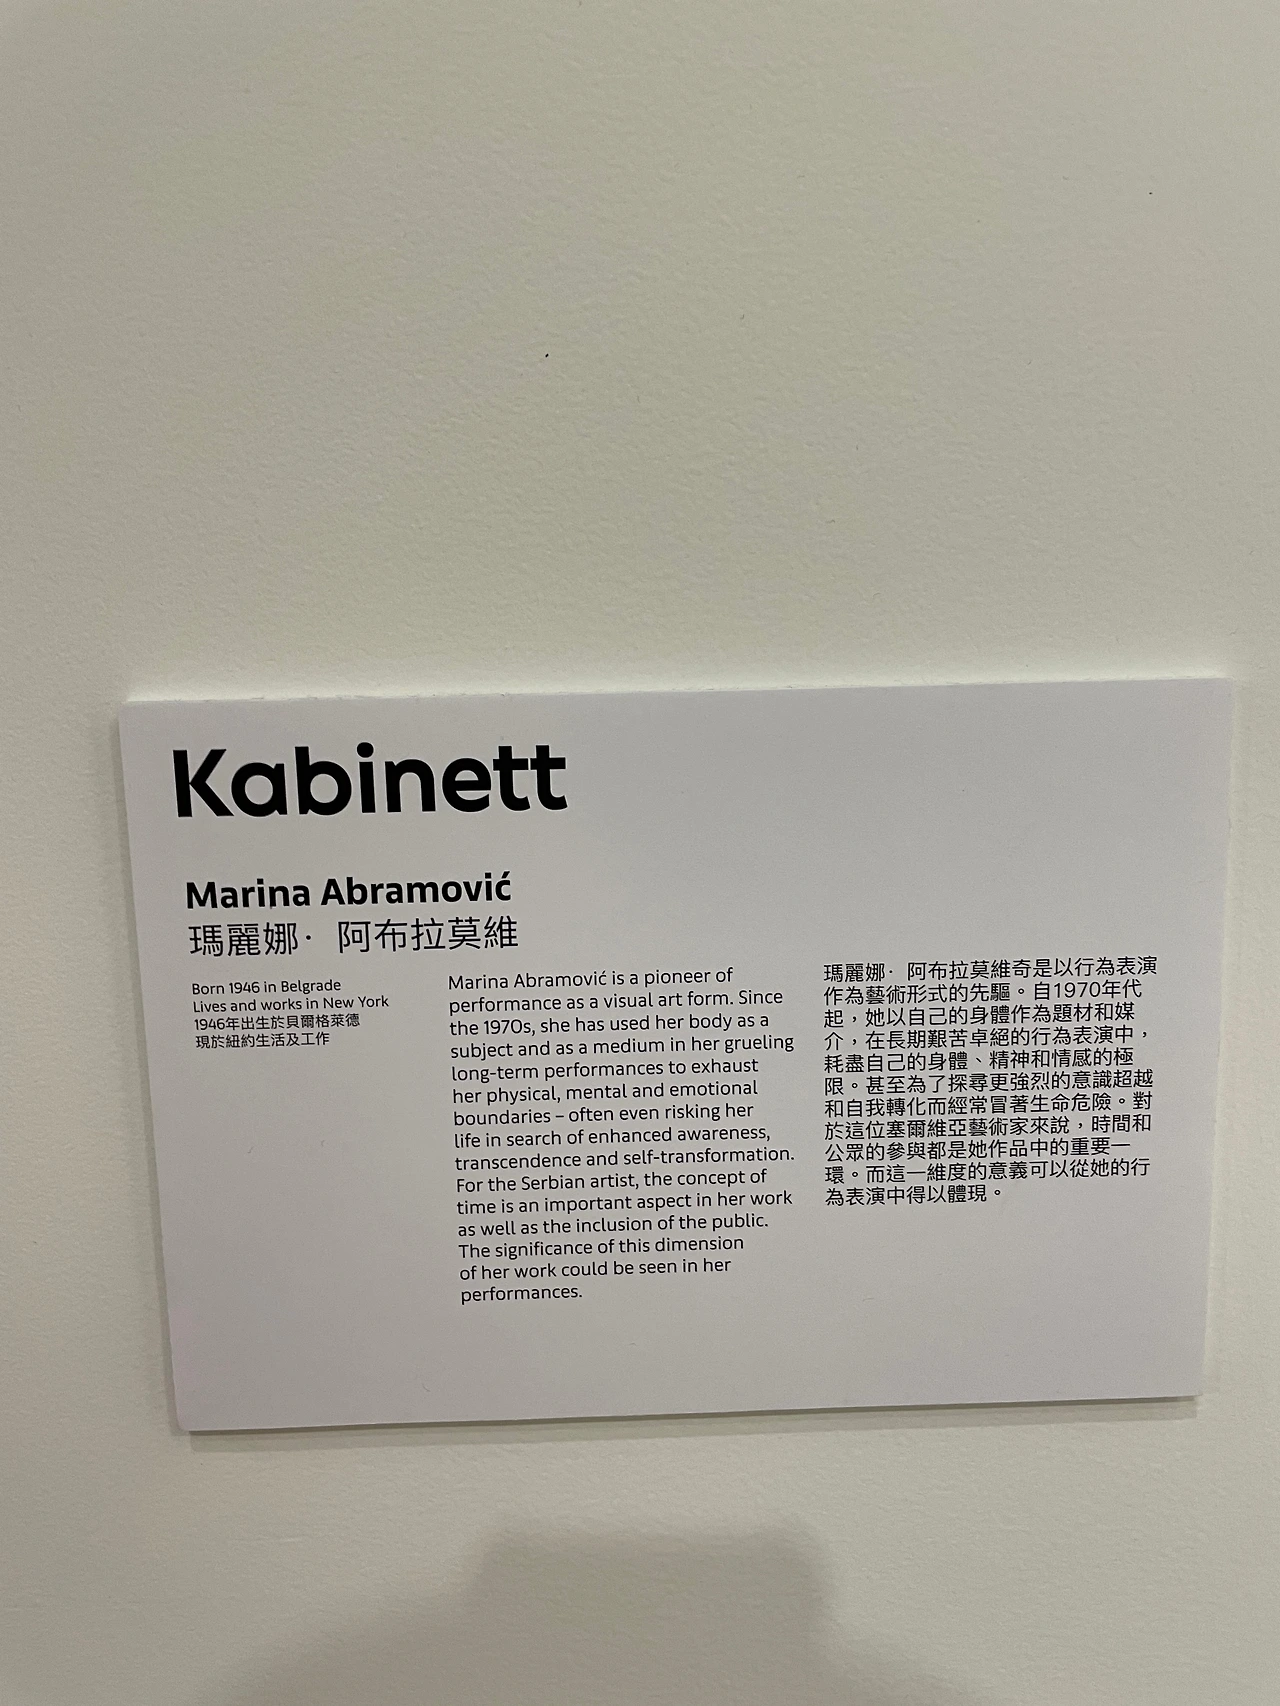 Kabinett
Marina Abramović
瑪麗娜· 阿布拉莫維
Born 1946 in Belgrade
Lives and works in New York
1946年出生於貝爾格萊德
現於紐約生活及工作
Marina Abramović is a pioneer of
performance as a visual art form. Since
the 1970s, she has used her body as a
subject and as a medium in her grueling
long-term performances to exhaust
her physical, mental and emotional
boundaries – often even risking her
life in search of enhanced awareness,
transcendence and self-transformation.
For the Serbian artist, the concept of
time is an important aspect in her work
as well as the inclusion of the public.
The significance of this dimension
of her work could be seen in her
performances.
瑪麗娜· 阿布拉莫維奇是以行為表演
作為藝術形式的先驅。自1970年代
起，她以自己的身體作為題材和媒
介，在長期艱苦卓絕的行為表演中，
耗盡自己的身體、精神和情感的極
限。甚至為了探尋更強烈的意識超越
和自我轉化而經常冒著生命危險。對
於這位塞爾維亞藝術家來說，時間和
公眾的參與都是她作品中的重要一
環。而這一維度的意義可以從她的行
為表演中得以體現。